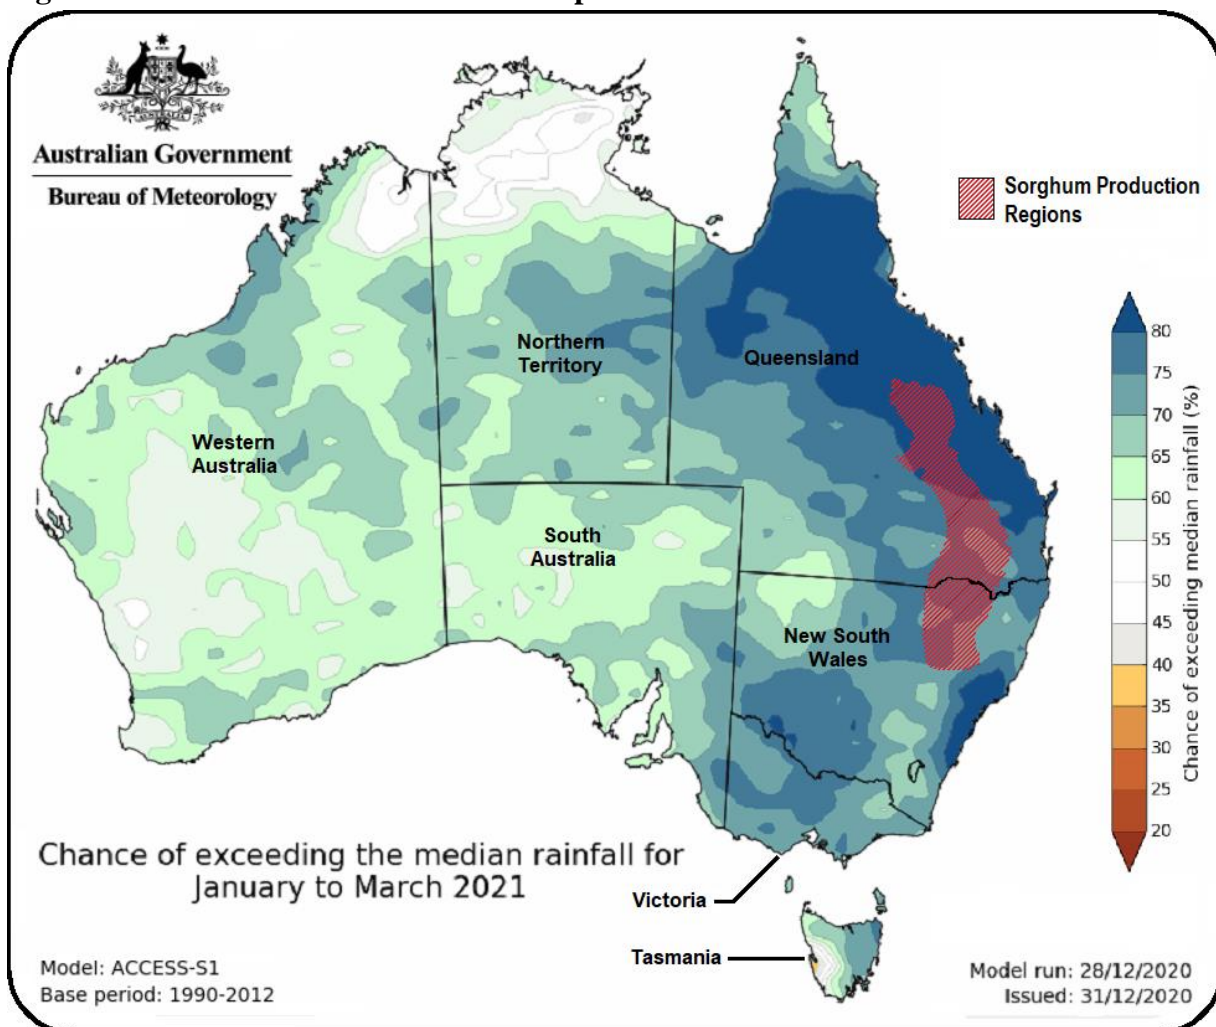 Australian Government
Bureau of Meteorology
AUSTRALIA
Sorghum Production
Regions
Northern
Territory
Queensland
Western
Australia
South
Australia
New South
Wales
80
75
70
65
60
55
50
45
40
35
30
25
20
Chance of exceeding median rainfall (%)
Chance of exceeding the median rainfall for
January to March 2021
Victoria
Tasmania
Model: ACCESS-S1
Base period: 1990-2012
Model run: 28/12/2020
Issued: 31/12/2020